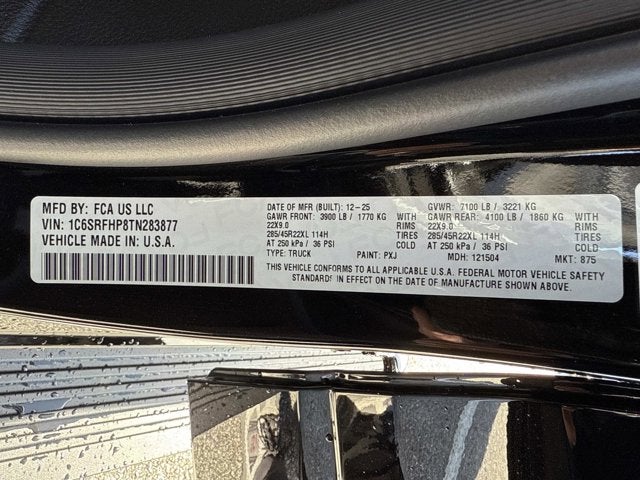 MFD BY: FCA US LLC
VIN: 1C6SRFHP8TN283877
VEHICLE MADE IN: U.S.A.
DATE OF MFR (BUILT): 12-25 GVWR: 7100 LB / 3221 KG
GAWR FRONT: 3900 LB / 1770 KG WITH GAWR REAR: 4100 LB / 1860 KG WITH
22X9.0 RIMS 22X9.0 RIMS
285/45R22XL 114H TIRES 285/45R22XL 114H TIRES
AT 250 kPa / 36 PSI COLD AT 250 kPa / 36 PSI COLD
TYPE: TRUCK PAINT: PXJ MDH: 121504 MKT: 875
THIS VEHICLE CONFORMS TO ALL APPLICABLE U.S.A. FEDERAL MOTOR VEHICLE SAFETY
STANDARDS IN EFFECT ON THE DATE OF MANUFACTURE SHOWN ABOVE.